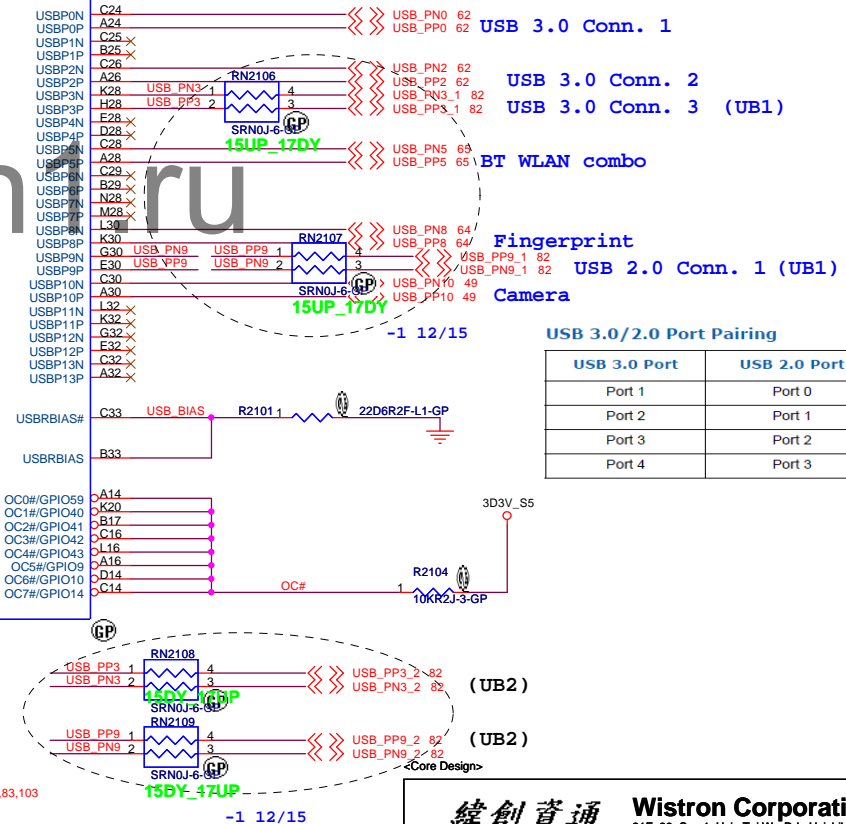 USBP0N C24 USB_PN0 62
USBP0P A24 USB_PP0 62 USB 3.0 Conn. 1
USBP1N C25
USBP1P B25
USBP2N C26 USB_PN2 62
USBP2P A26 USB_PP2 62 USB 3.0 Conn. 2
USBP3N K28 USB_PN3 1 RN2106 4 USB_PN3_1 82
USBP3P H28 USB_PP3 2 3 USB_PP3_1 82 USB 3.0 Conn. 3 (UB1)
USBP4N E28
USBP4P D28
SRN0J-6-GP GP
15UP_17DY
USBP5N C28 USB_PN5 65
USBP5P A28 USB_PP5 65 BT WLAN combo
USBP6N C29
USBP6P B29
USBP7N N28
USBP7P M28
n1.ru
USBP8N L30 USB_PN8 64
USBP8P K30 USB_PP8 64 Fingerprint
USBP9N G30 USB_PN9 USB_PP9 1 RN2107 4 USB_PP9_1 82
USBP9P E30 USB_PP9 USB_PN9 2 3 USB_PN9_1 82 USB 2.0 Conn. 1 (UB1)
USBP10N C30 USB_PN10 49
USBP10P A30 USB_PP10 49 Camera
SRN0J-6-GP GP
15UP_17DY
USBP11N L32
USBP11P K32
USBP12N G32
USBP12P E32
USBP13N C32
USBP13P A32
-1 12/15
USB 3.0/2.0 Port Pairing
USB 3.0 Port USB 2.0 Port
Port 1 Port 0
Port 2 Port 1
Port 3 Port 2
Port 4 Port 3
USBRBIAS# C33 USB_BIAS R2101 1 22D6R2F-L1-GP
USBRBIAS B33
OC0#/GPIO59 A14
OC1#/GPIO40 K20
OC2#/GPIO41 B17
OC3#/GPIO42 C16
OC4#/GPIO43 L16
OC5#/GPIO9 A16
OC6#/GPIO10 D14
OC7#/GPIO14 C14
3D3V_S5
OC# 1 R2104
10KR2J-3-GP
GP
RN2108
USB_PP3 1 4 USB_PP3_2 82
USB_PN3 2 3 USB_PN3_2 82 (UB2)
15DY_17UP
SRN0J-6-GP GP
RN2109
USB_PP9 1 4 USB_PP9_2 82
USB_PN9 2 3 USB_PN9_2 82 (UB2)
SRN0J-6-GP GP
15DY_17UP
-1 12/15
,83,103
<Core Design>
緯創資通 Wistron Corporati